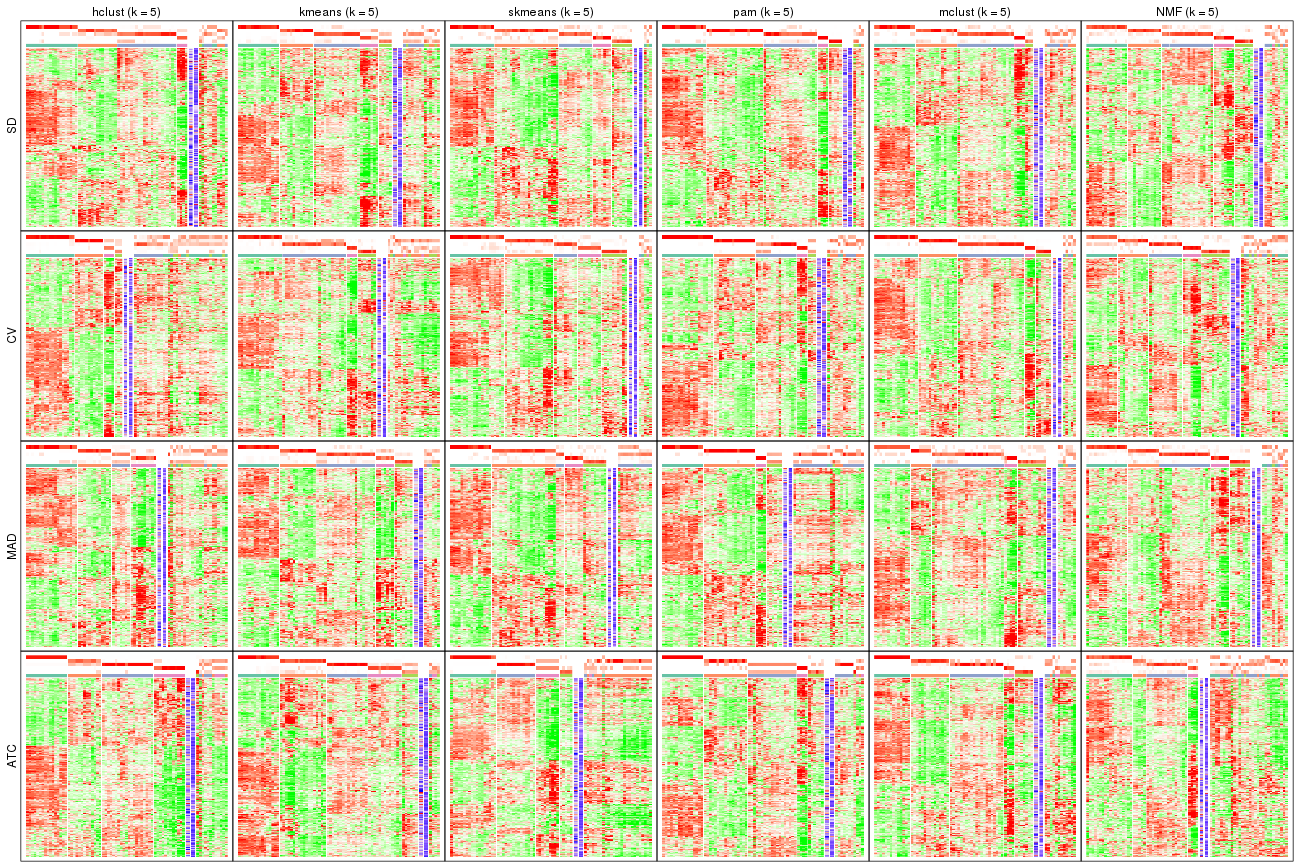 hclust (k = 5)
kmeans (k = 5)
skmeans (k = 5)
pam (k = 5)
mclust (k = 5)
NMF (k = 5)
SD
CV
MAD
ATC